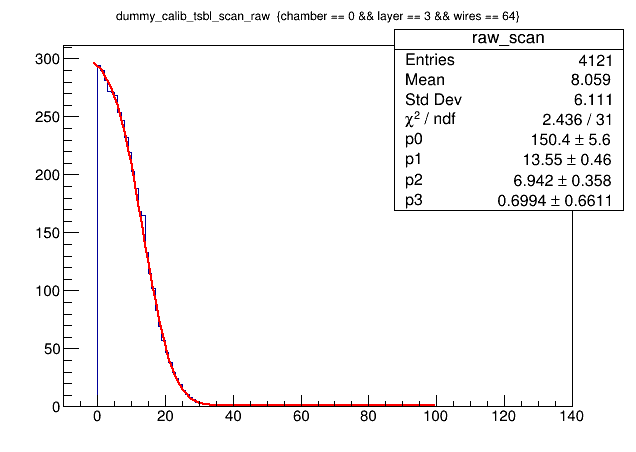 dummy_calib_tsbl_scan_raw {chamber == 0 && layer == 3 && wires == 64}
raw_scan
Entries 4121
Mean 8.059
Std Dev 6.111
χ² / ndf 2.436 / 31
p0 150.4 ± 5.6
p1 13.55 ± 0.46
p2 6.942 ± 0.358
p3 0.6994 ± 0.6611
300
250
200
150
100
50
0
0 20 40 60 80 100 120 140